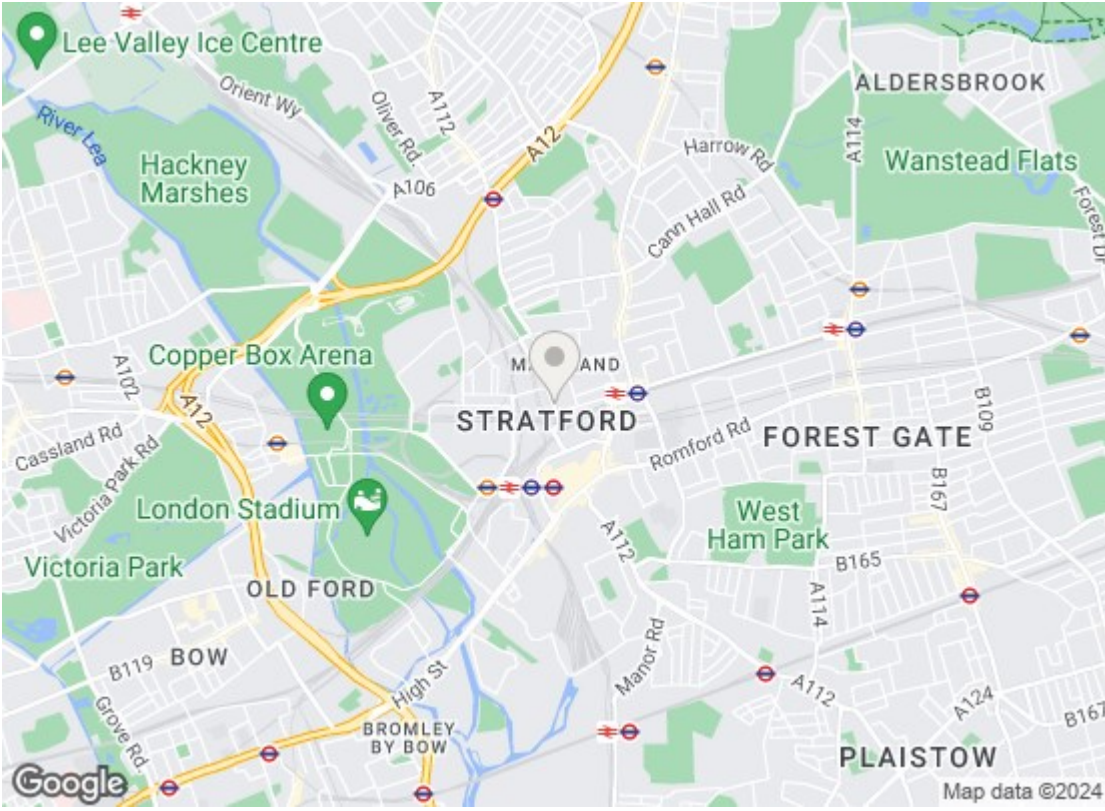 Lee Valley Ice Centre
Orient Wy
Oliver Rd
A112
A12
ALDERSBROOK
River Lea
Hackney
Marshes
A106
Harrow Rd
A114
Wanstead Flats
Cann Hall Rd
Forest Dr
Copper Box Arena
A102
A12
STRATFORD
Cassland Rd
Victoria Park Rd
Romford Rd
FOREST GATE
B109
B167
London Stadium
A112
West
Ham Park
Victoria Park
OLD FORD
B165
A114
BOW
B119
High St
Manor Rd
A112
A124
B167
Grove Rd
BROMLEY
BY BOW
PLAISTOW
Google
Map data ©2024